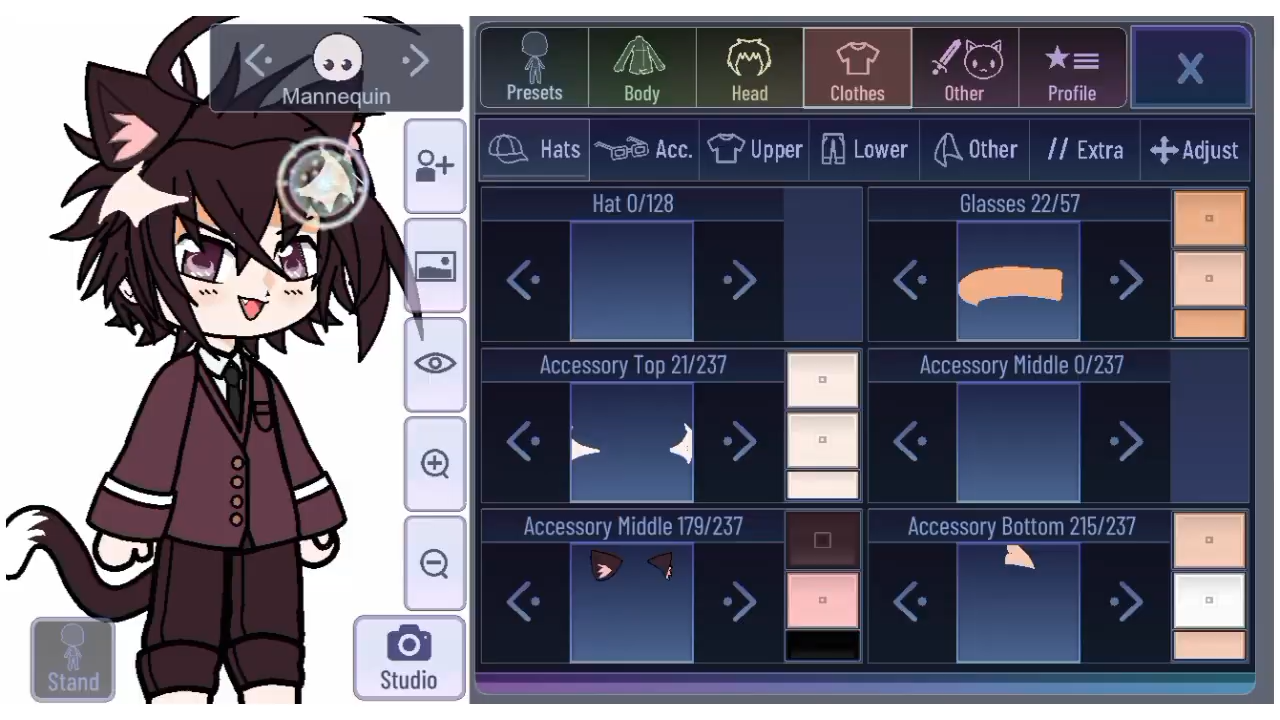 Mannequin
Presets
Body
Head
Clothes
Other
Profile
X
Hats
Acc.
Upper
Lower
Other
// Extra
Adjust
Hat 0/128
Glasses 22/57
Accessory Top 21/237
Accessory Middle 0/237
Accessory Middle 179/237
Accessory Bottom 215/237
Stand
Studio